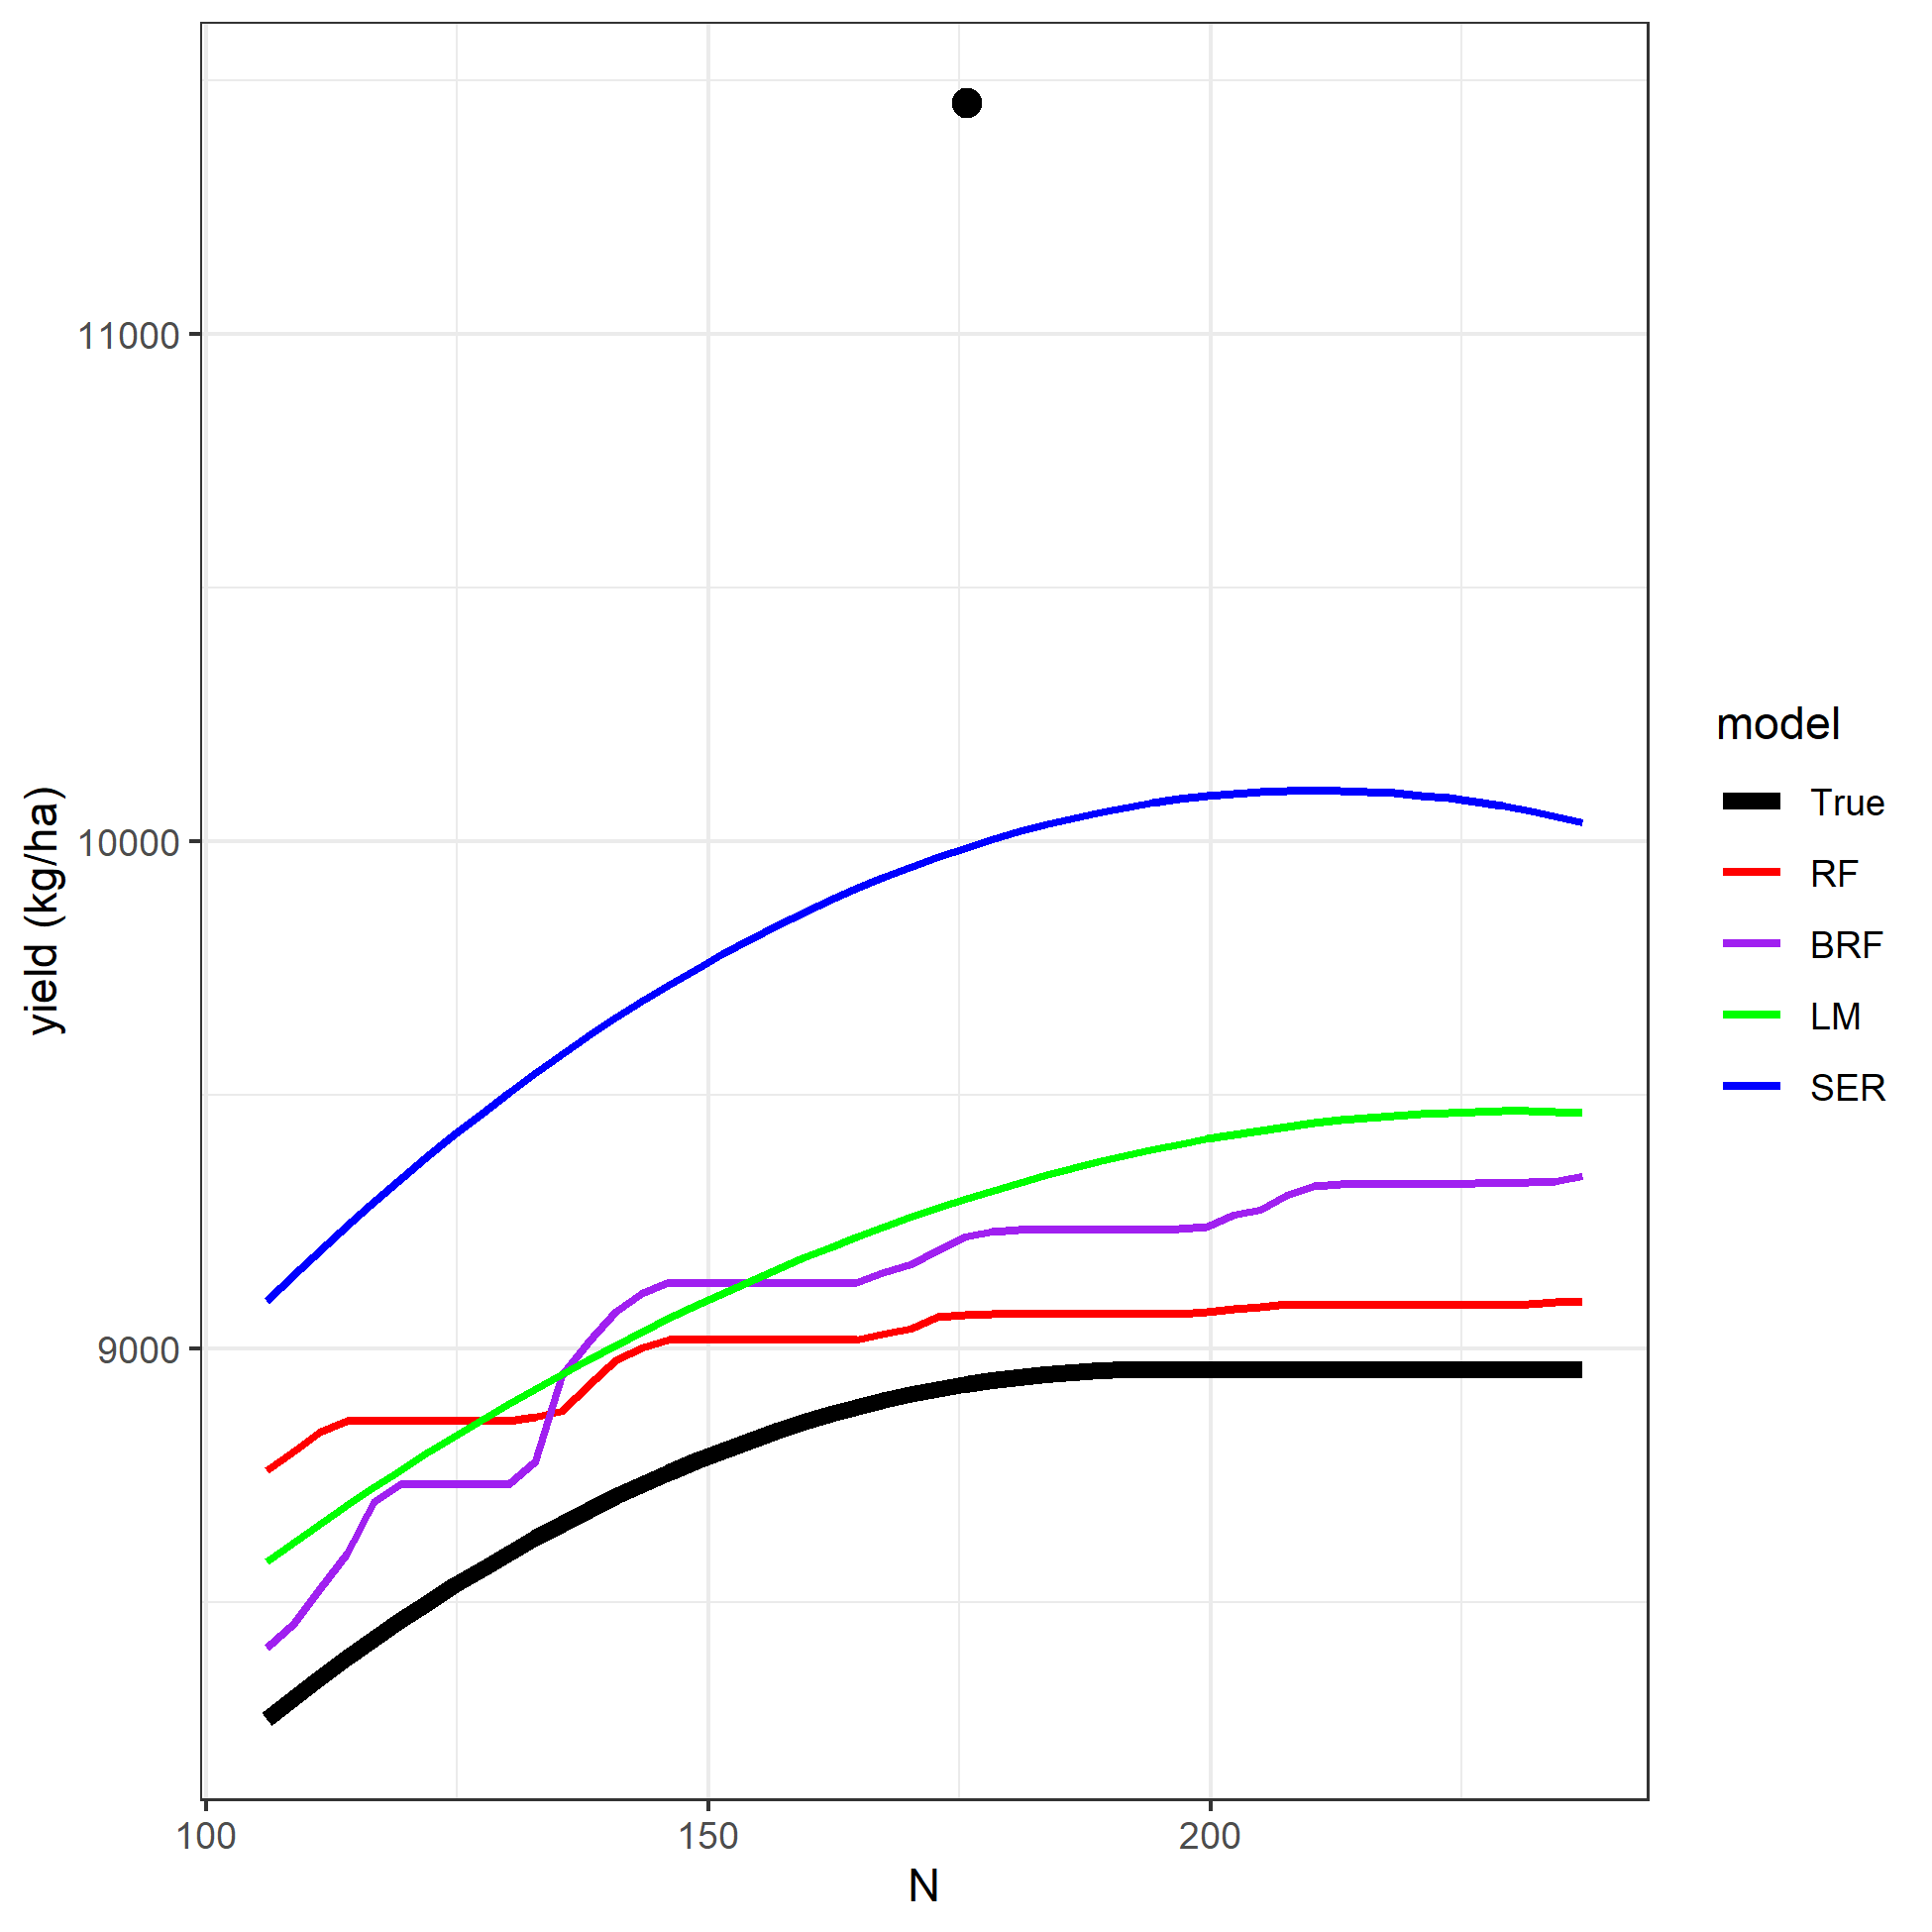 yield (kg/ha)
11000
10000
9000
100
150
200
N
model
True
RF
BRF
LM
SER